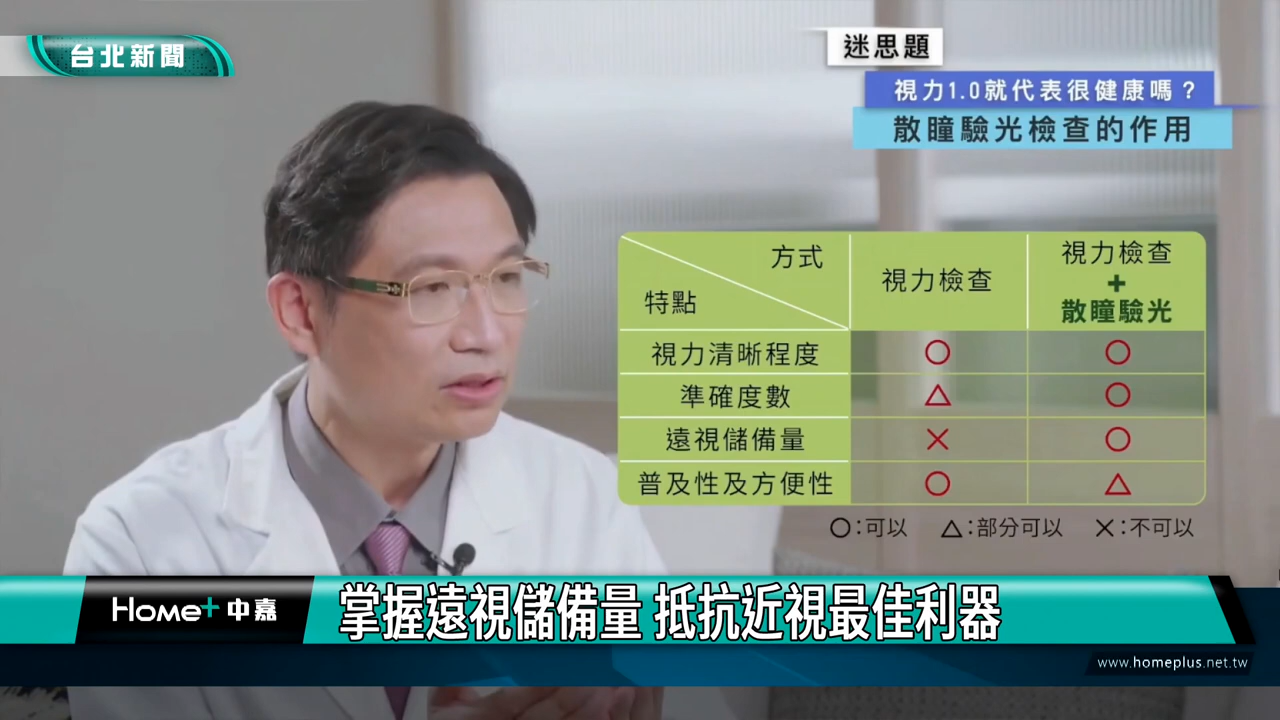 台北新聞
迷思題
視力1.0就代表很健康嗎？
散瞳驗光檢查的作用
方式
特點
視力檢查
視力檢查
+
散瞳驗光
視力清晰程度 ○ ○
準確度數 △ ○
遠視儲備量 × ○
普及性及方便性 ○ △
○：可以 △：部分可以 ×：不可以
Home+中嘉
掌握遠視儲備量 抵抗近視最佳利器
www.homeplus.net.tw